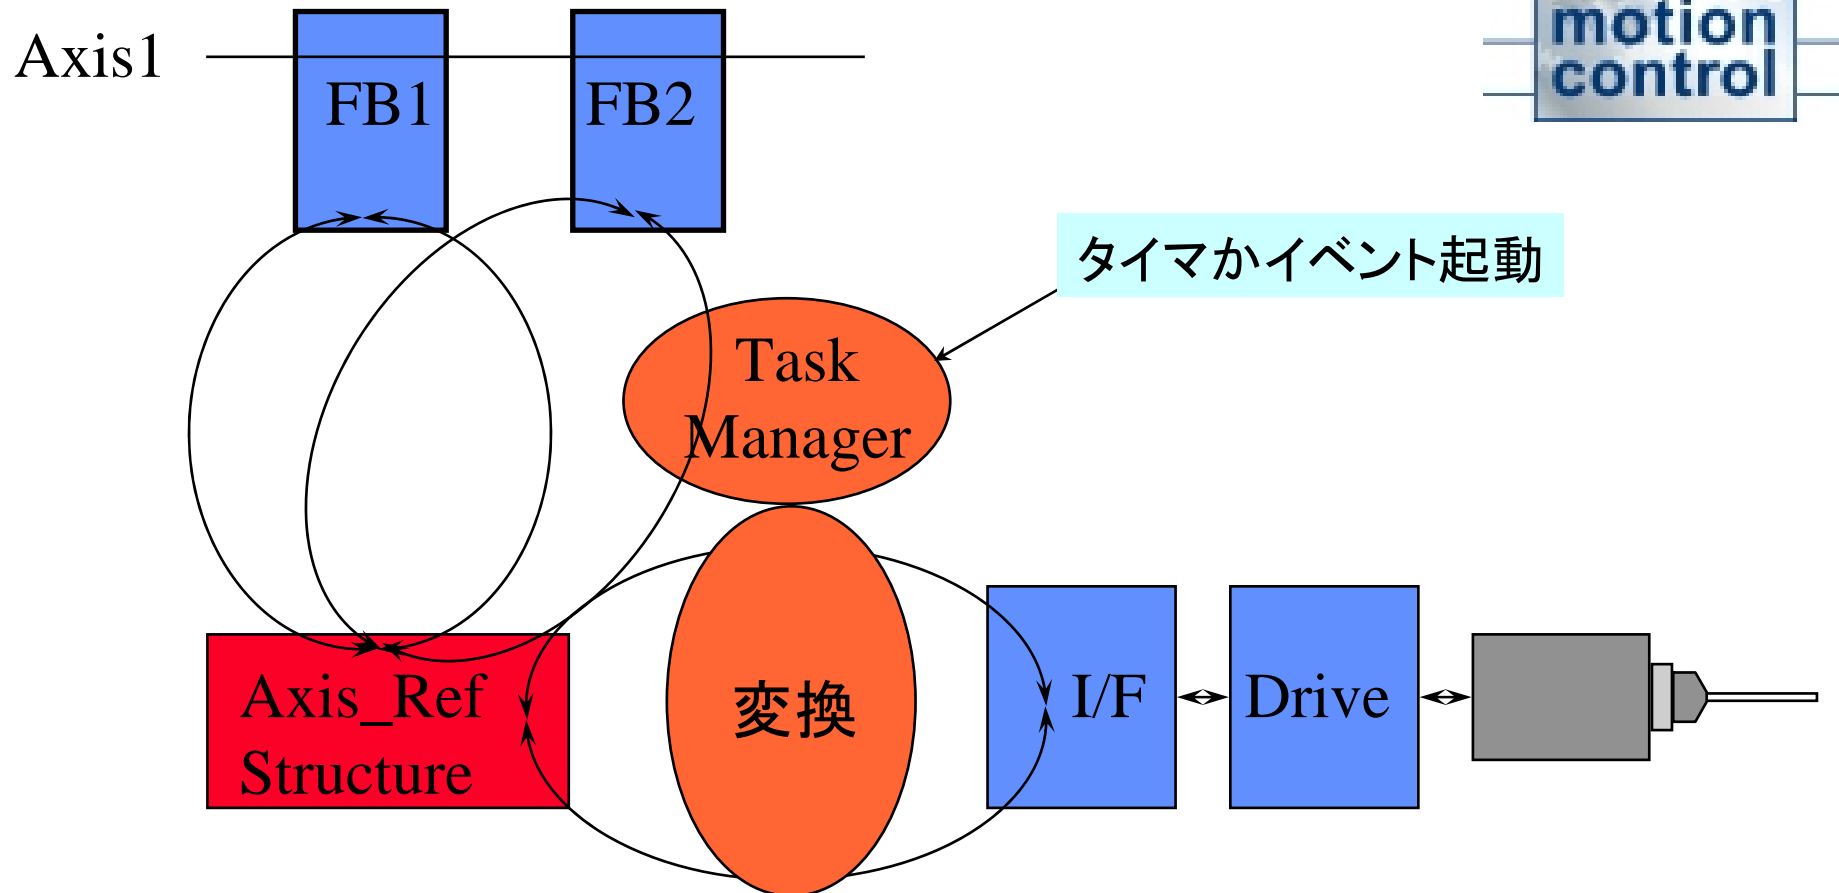 motion
control
Axis1
FB1
FB2
タイマかイベント起動
Task
Manager
Axis_Ref
Structure
変換
I/F
Drive